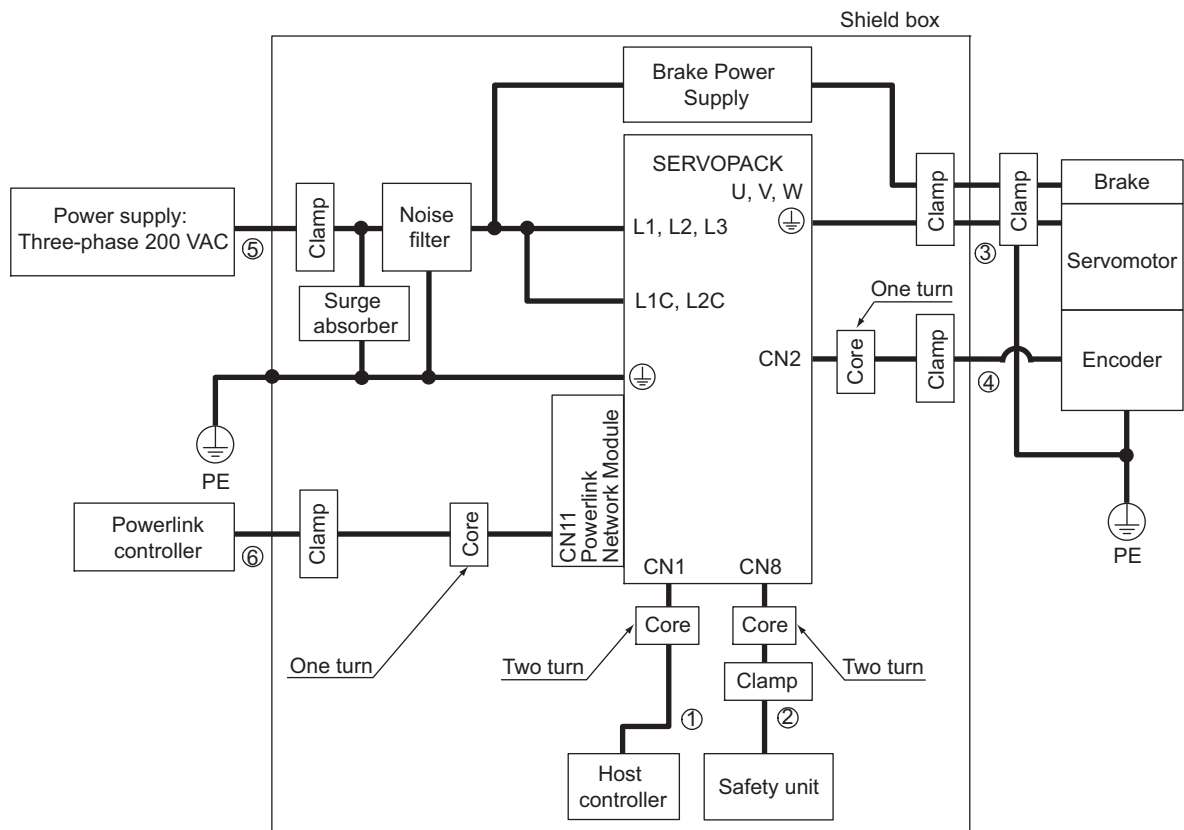 Shield box
Brake Power
Supply
SERVOPACK
U, V, W
Clamp
Clamp
Brake
Power supply:
Three-phase 200 VAC
⑤
Clamp
Noise
filter
L1, L2, L3
③
Servomotor
Surge
absorber
L1C, L2C
One turn
CN2
Core
Clamp
④
Encoder
PE
CN11
Powerlink
Network Module
Powerlink
controller
⑥
Clamp
Core
PE
CN1
CN8
Core
Core
One turn
Two turn
Two turn
Clamp
①
②
Host
controller
Safety unit